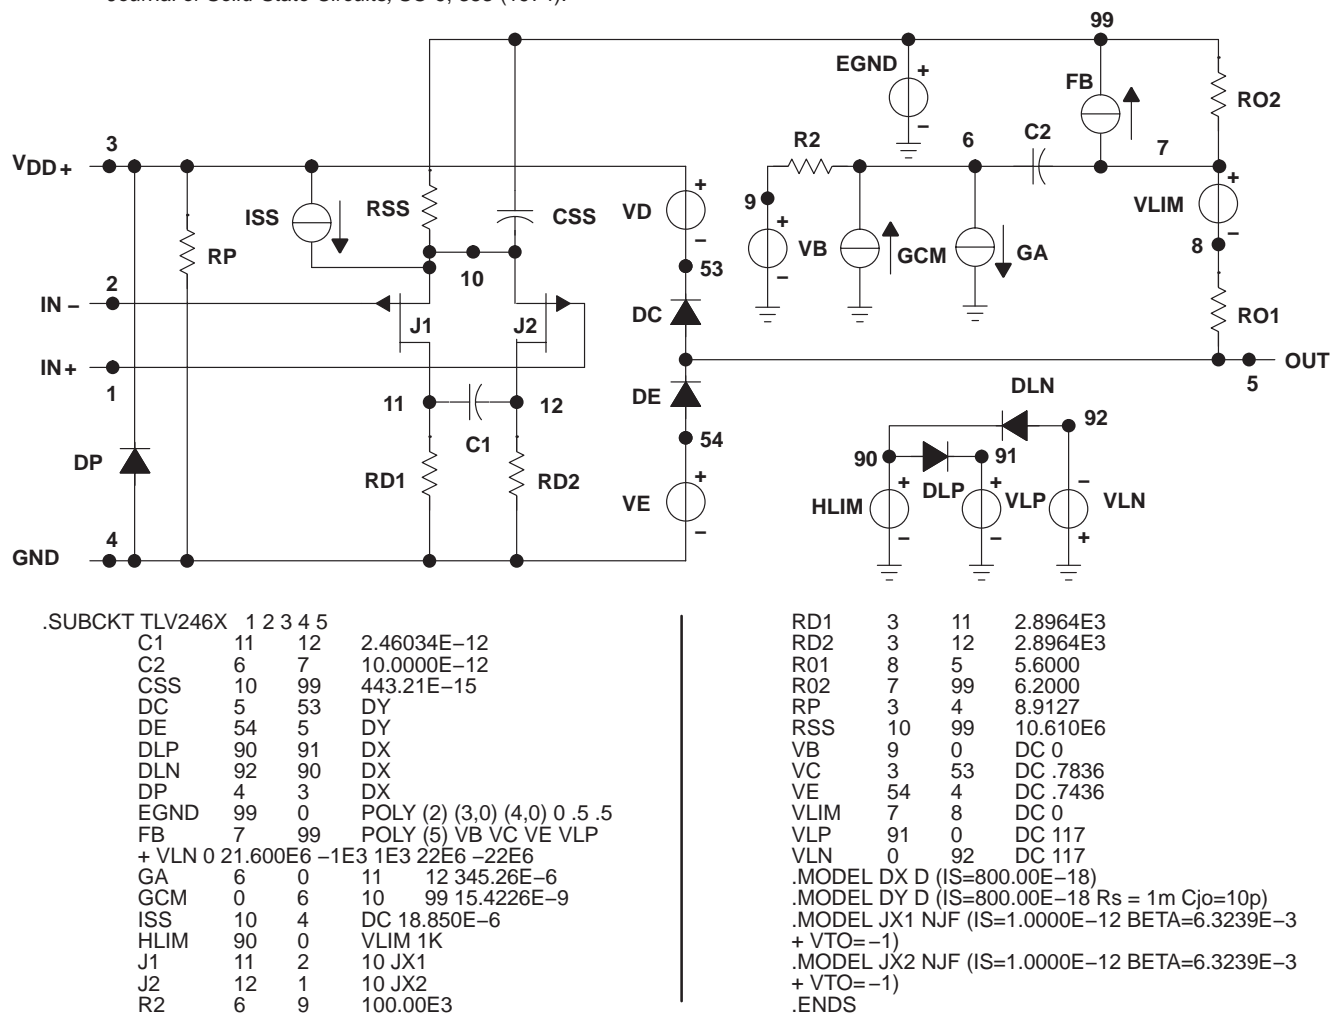 Journal of Solid-State Circuits, SC-9, 353 (1974).
99
EGND
+
−
FB
RO2
3
VDD+
R2
6
C2
7
ISS
RSS
CSS
VD
+
−
9
VLIM
+
−
RP
10
53
VB
+
−
GCM
GA
8
2
IN −
J1
J2
DC
RO1
IN+
1
OUT
5
11
12
DE
DLN
92
C1
54
90
91
DP
RD1
RD2
VE
+
−
HLIM
+
−
DLP
+
−
VLP
−
+
VLN
4
GND
.SUBCKT TLV246X 1 2 3 4 5
C1 11 12 2.46034E−12
C2 6 7 10.0000E−12
CSS 10 99 443.21E−15
DC 5 53 DY
DE 54 5 DY
DLP 90 91 DX
DLN 92 90 DX
DP 4 3 DX
EGND 99 0 POLY (2) (3,0) (4,0) 0 .5 .5
FB 7 99 POLY (5) VB VC VE VLP
+ VLN 0 21.600E6 −1E3 1E3 22E6 −22E6
GA 6 0 11 12 345.26E−6
GCM 0 6 10 99 15.4226E−9
ISS 10 4 DC 18.850E−6
HLIM 90 0 VLIM 1K
J1 11 2 10 JX1
J2 12 1 10 JX2
R2 6 9 100.00E3
RD1 3 11 2.8964E3
RD2 3 12 2.8964E3
R01 8 5 5.6000
R02 7 99 6.2000
RP 3 4 8.9127
RSS 10 99 10.610E6
VB 9 0 DC 0
VC 3 53 DC .7836
VE 54 4 DC .7436
VLIM 7 8 DC 0
VLP 91 0 DC 117
VLN 0 92 DC 117
.MODEL DX D (IS=800.00E−18)
.MODEL DY D (IS=800.00E−18 Rs = 1m Cjo=10p)
.MODEL JX1 NJF (IS=1.0000E−12 BETA=6.3239E−3
+ VTO=−1)
.MODEL JX2 NJF (IS=1.0000E−12 BETA=6.3239E−3
+ VTO=−1)
.ENDS